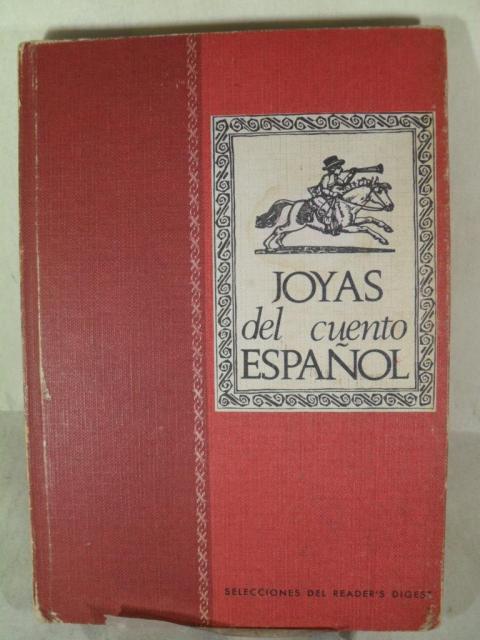 JOYAS
del cuento
ESPAÑOL
SELECCIONES DEL READER'S DIGEST